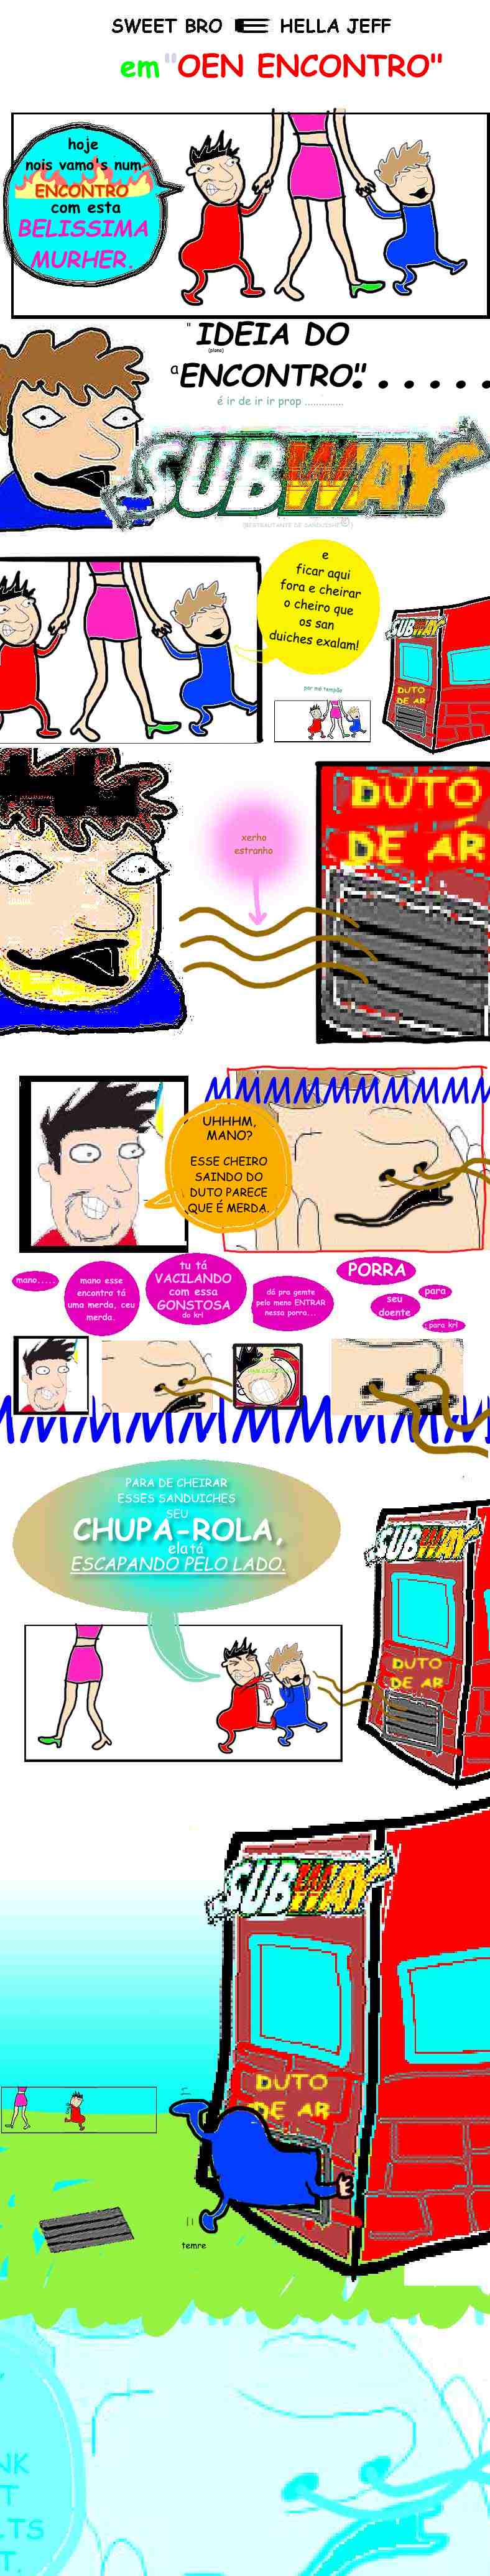 SWEET BRO E HELLA JEFF
em "OEN ENCONTRO"
hoje
nois vamo's num
ENCONTRO
com esta
BELISSIMA
MURHER.
"IDEIA DO
(plano)
a ENCONTRO". . . . . .
é ir de ir ir prop ..............
SUBWAY
e
ficar aqui
fora e cheirar
o cheiro que
os san
duiches exalam!
SUBWAY
DUTO
DE AR
por mó tempão
DUTO
DE AR
xerho
estranho
UHHHM,
MANO?
ESSE CHEIRO
SAINDO DO
DUTO PARECE
QUE É MERDA.
mano.....
mano esse
encontro tá
uma merda, ceu
merda.
tu tá
VACILANDO
com essa
GONSTOSA
do krl
dá pra gente
pelo meno ENTRAR
nessa porra...
PORRA
seu
doente
para
para krl
PARA DE CHEIRAR
ESSES SANDUICHES
SEU
CHUPA-ROLA,
ela tá
ESCAPANDO PELO LADO.
SUBWAY
DUTO
DE AR
SUBWAY
DUTO
DE AR
temre
NK
T
LTS
T.